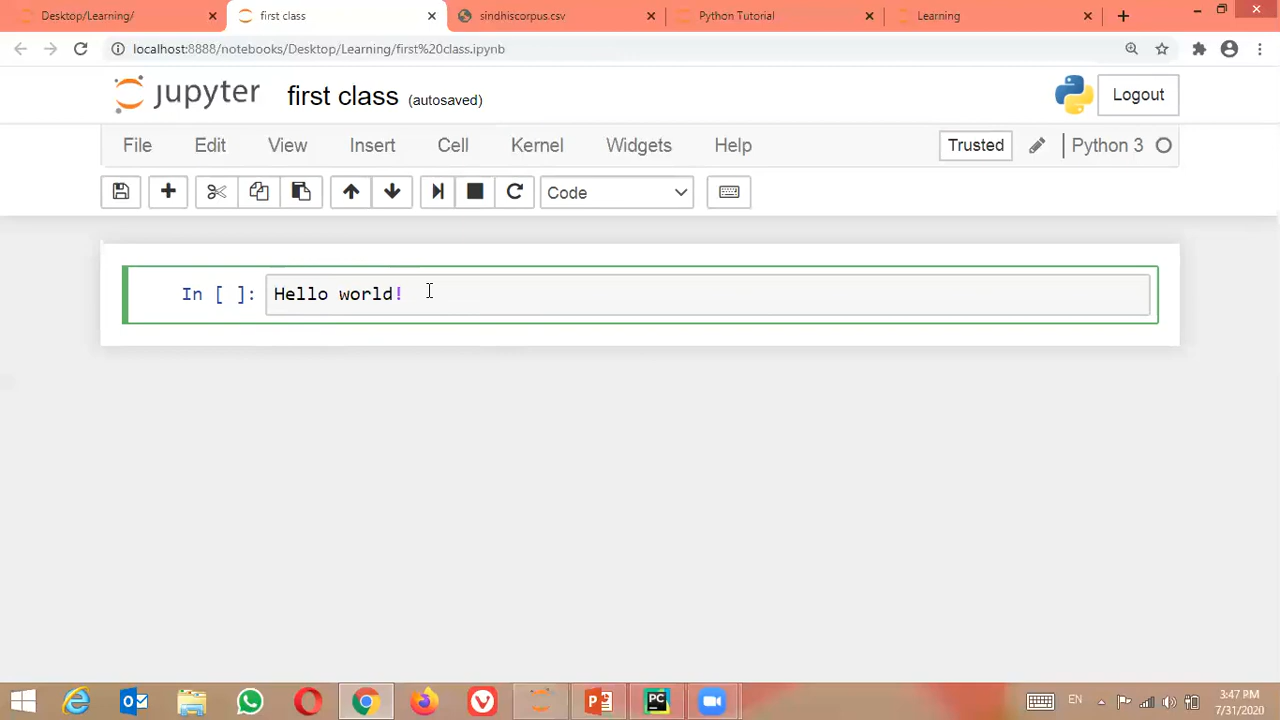 Desktop/Learning/
first class
sindhiscorpus.csv
Python Tutorial
Learning
localhost:8888/notebooks/Desktop/Learning/first%20class.ipynb
jupyter first class (autosaved)
Logout
File Edit View Insert Cell Kernel Widgets Help
Trusted
Python 3
Code
In [ ]: Hello world!
PC
EN
3:47 PM
7/31/2020